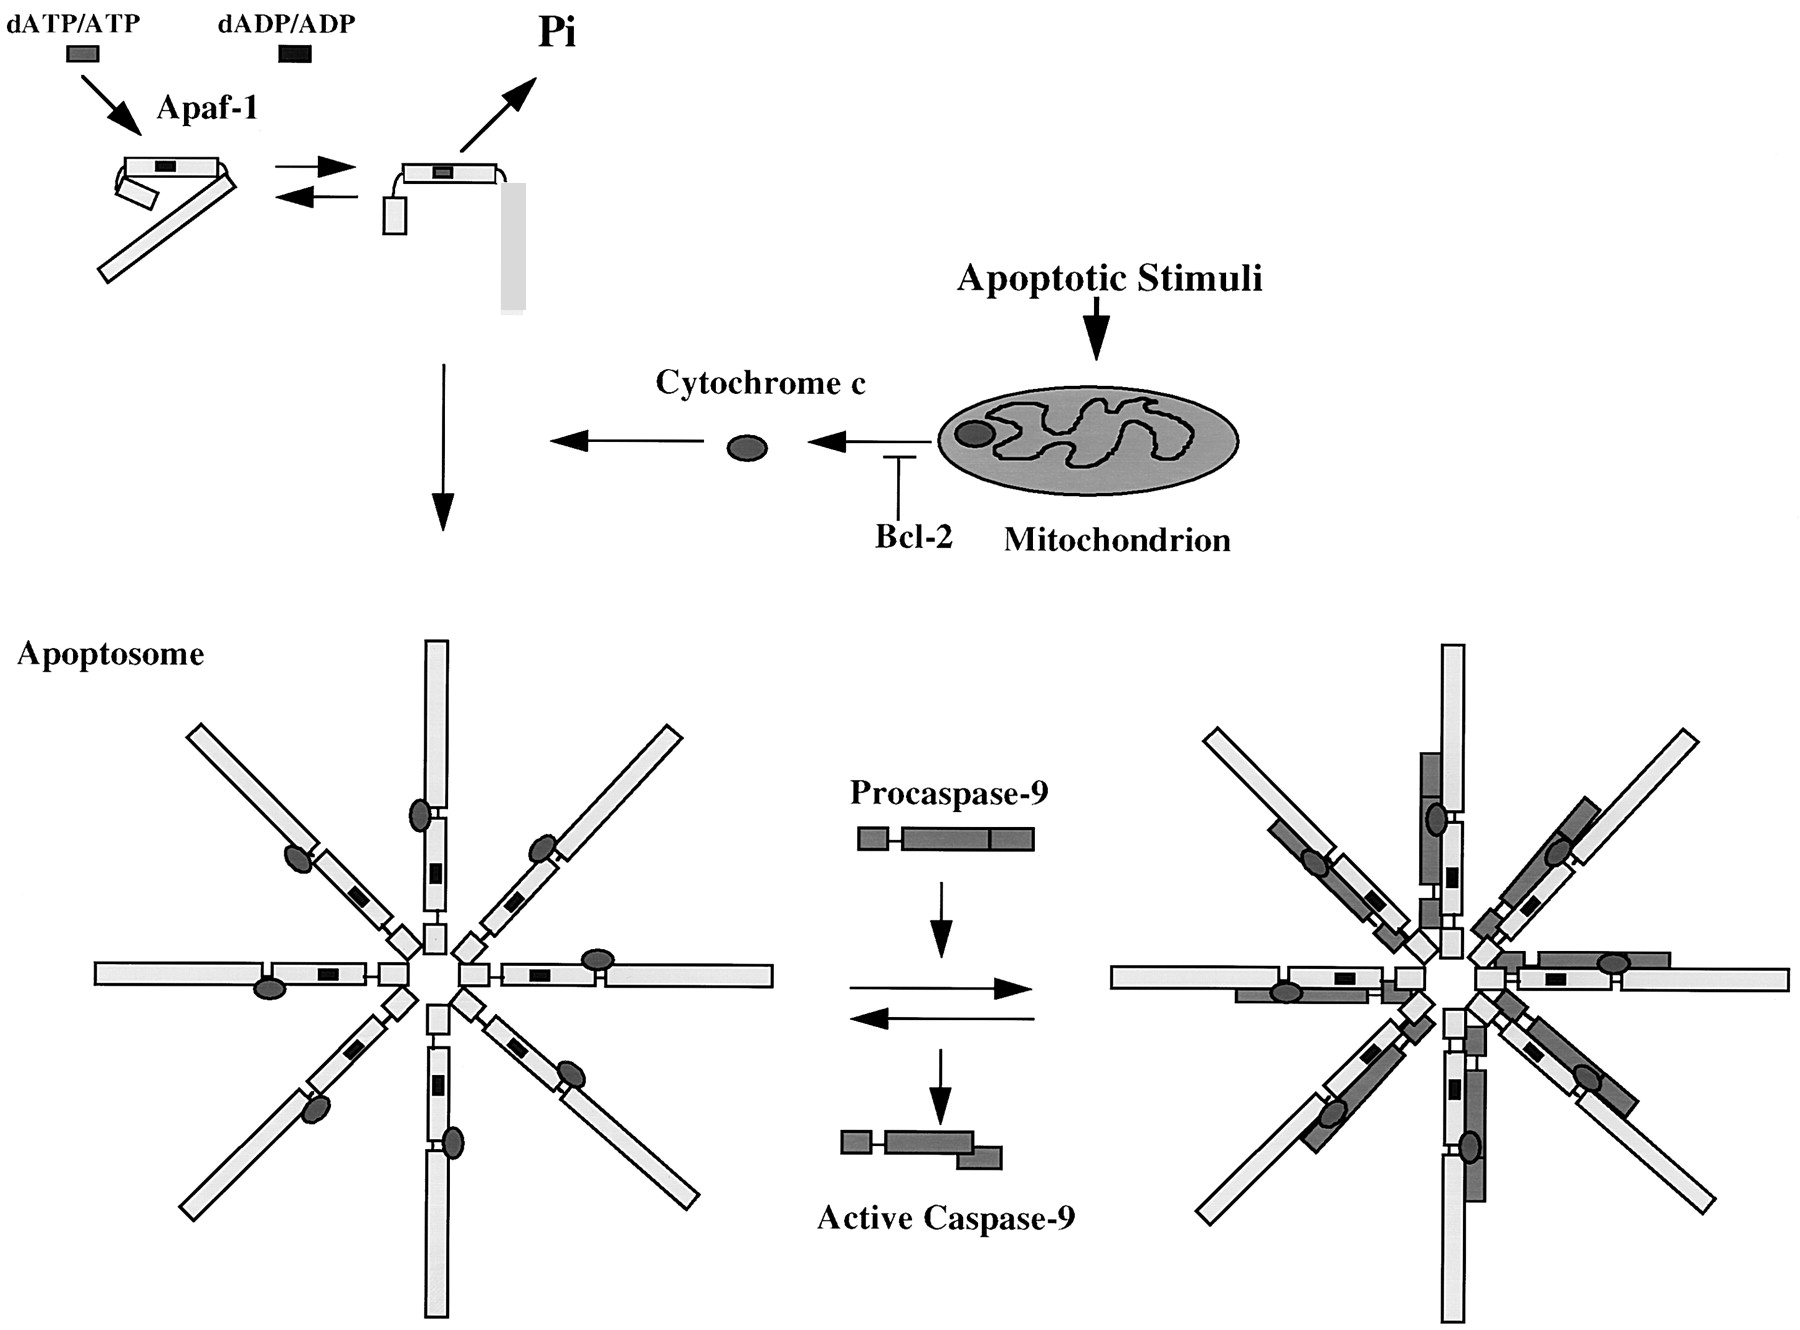 dATP/ATP
dADP/ADP
Pi
Apaf-1
Apoptotic Stimuli
Cytochrome c
Bcl-2
Mitochondrion
Apoptosome
Procaspase-9
Active Caspase-9